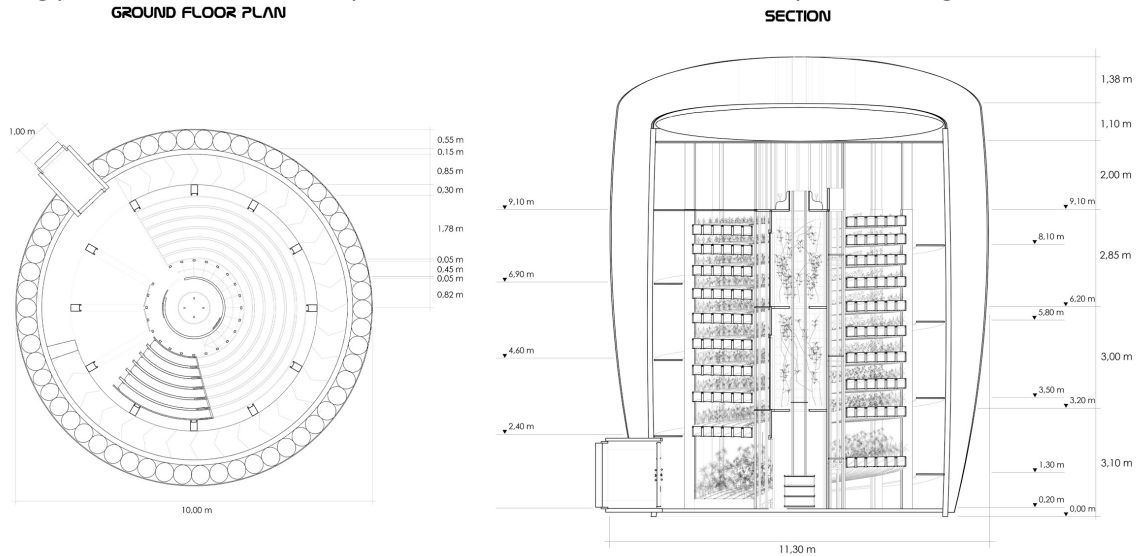 GROUND FLOOR PLAN
1,00 m
0,55 m
0,15 m
0,85 m
0,30 m
1,78 m
0,05 m
0,45 m
0,05 m
0,82 m
10,00 m
SECTION
1,38 m
1,10 m
2,00 m
9,10 m
9,10 m
8,10 m
2,85 m
6,90 m
6,20 m
5,80 m
4,60 m
3,00 m
3,50 m
3,20 m
2,40 m
3,10 m
1,30 m
0,20 m
0,00 m
11,30 m